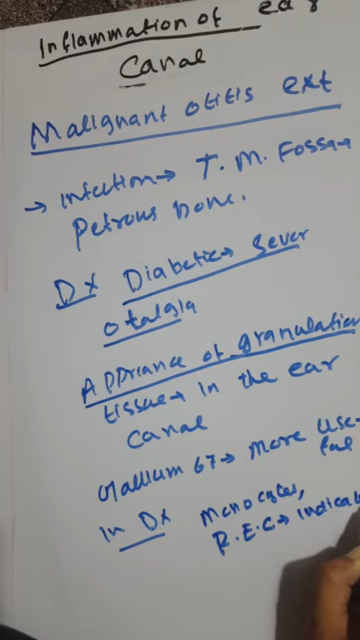 Inflammation of ear
Canal
Malignant otitis ext
→ Infection → T. M. Fossa →
Petrous bone.
Dx Diabetic → Sever
otalgia
Appriance of granulation
tissue → in the ear
canal
Gallium 67 → More Use-
ful
in Dx Monocytes,
R.E.C → indica